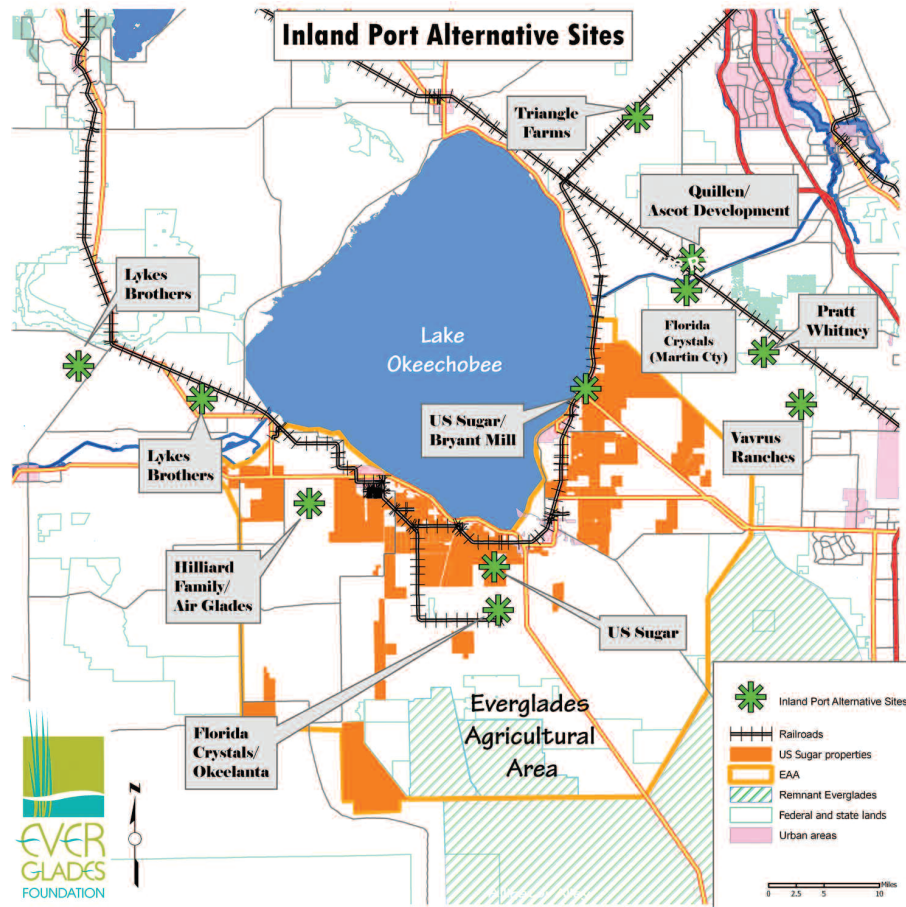 Inland Port Alternative Sites
Triangle
Farms
Quillen/
Ascot Development
Lykes
Brothers
Pratt
Whitney
Florida
Crystals
(Martin Cty)
Lake
Okeechobee
US Sugar/
Bryant Mill
Vavrus
Ranches
Lykes
Brothers
Hilliard
Family/
Air Glades
US Sugar
Everglades
Agricultural
Area
Florida
Crystals/
Okeelanta
Inland Port Alternative Sites
Railroads
US Sugar properties
EAA
Remnant Everglades
Federal and state lands
Urban areas
N
EVER
GLADES
FOUNDATION
Miles
0 2.5 5 10